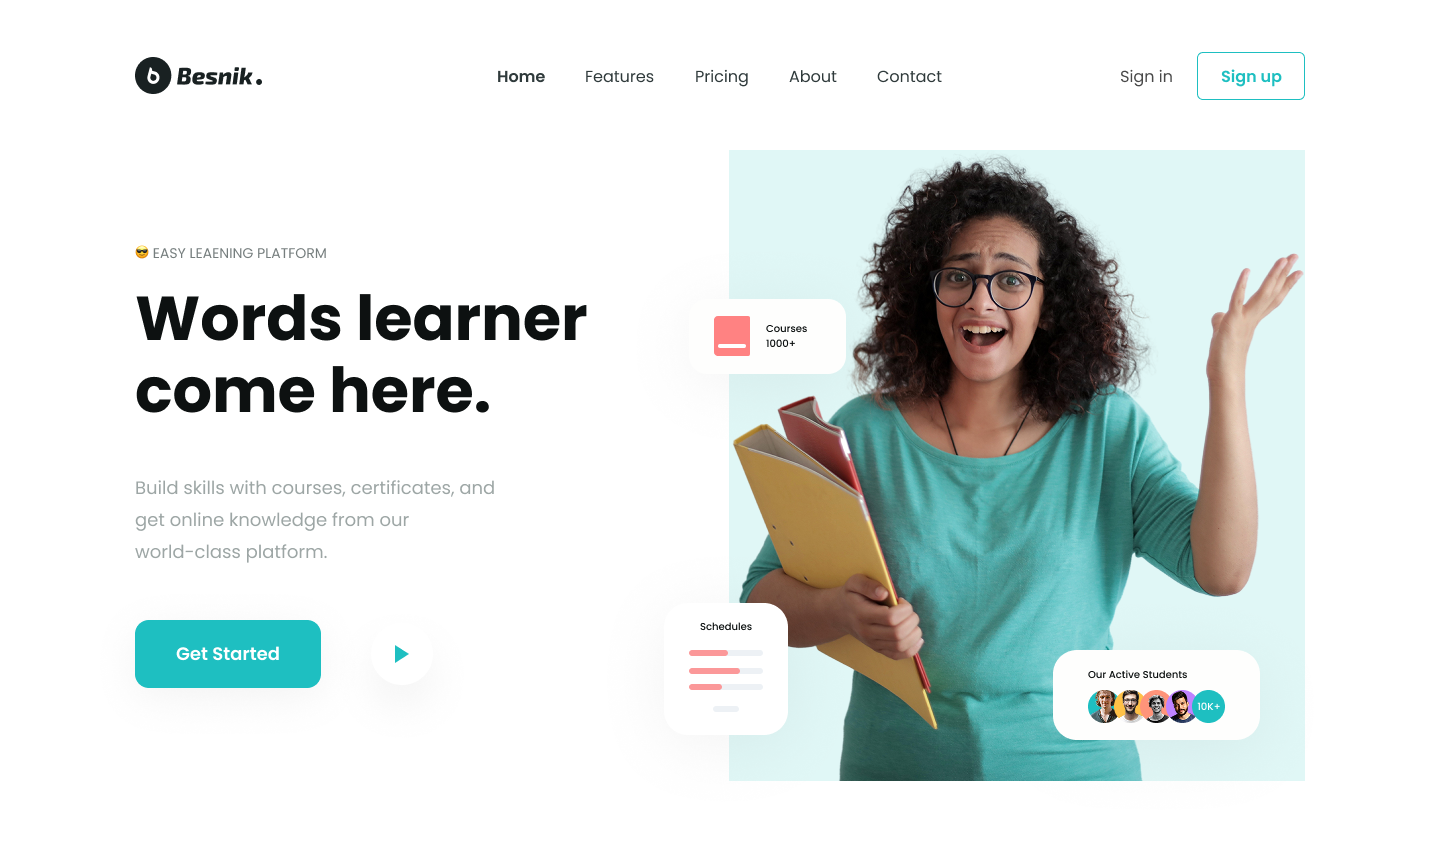 Besnik.
Home Features Pricing About Contact
Sign in Sign up
😎 EASY LEAENING PLATFORM
Words learner
come here.
Build skills with courses, certificates, and
get online knowledge from our
world-class platform.
Get Started
Courses
1000+
Schedules
Our Active Students
10K+